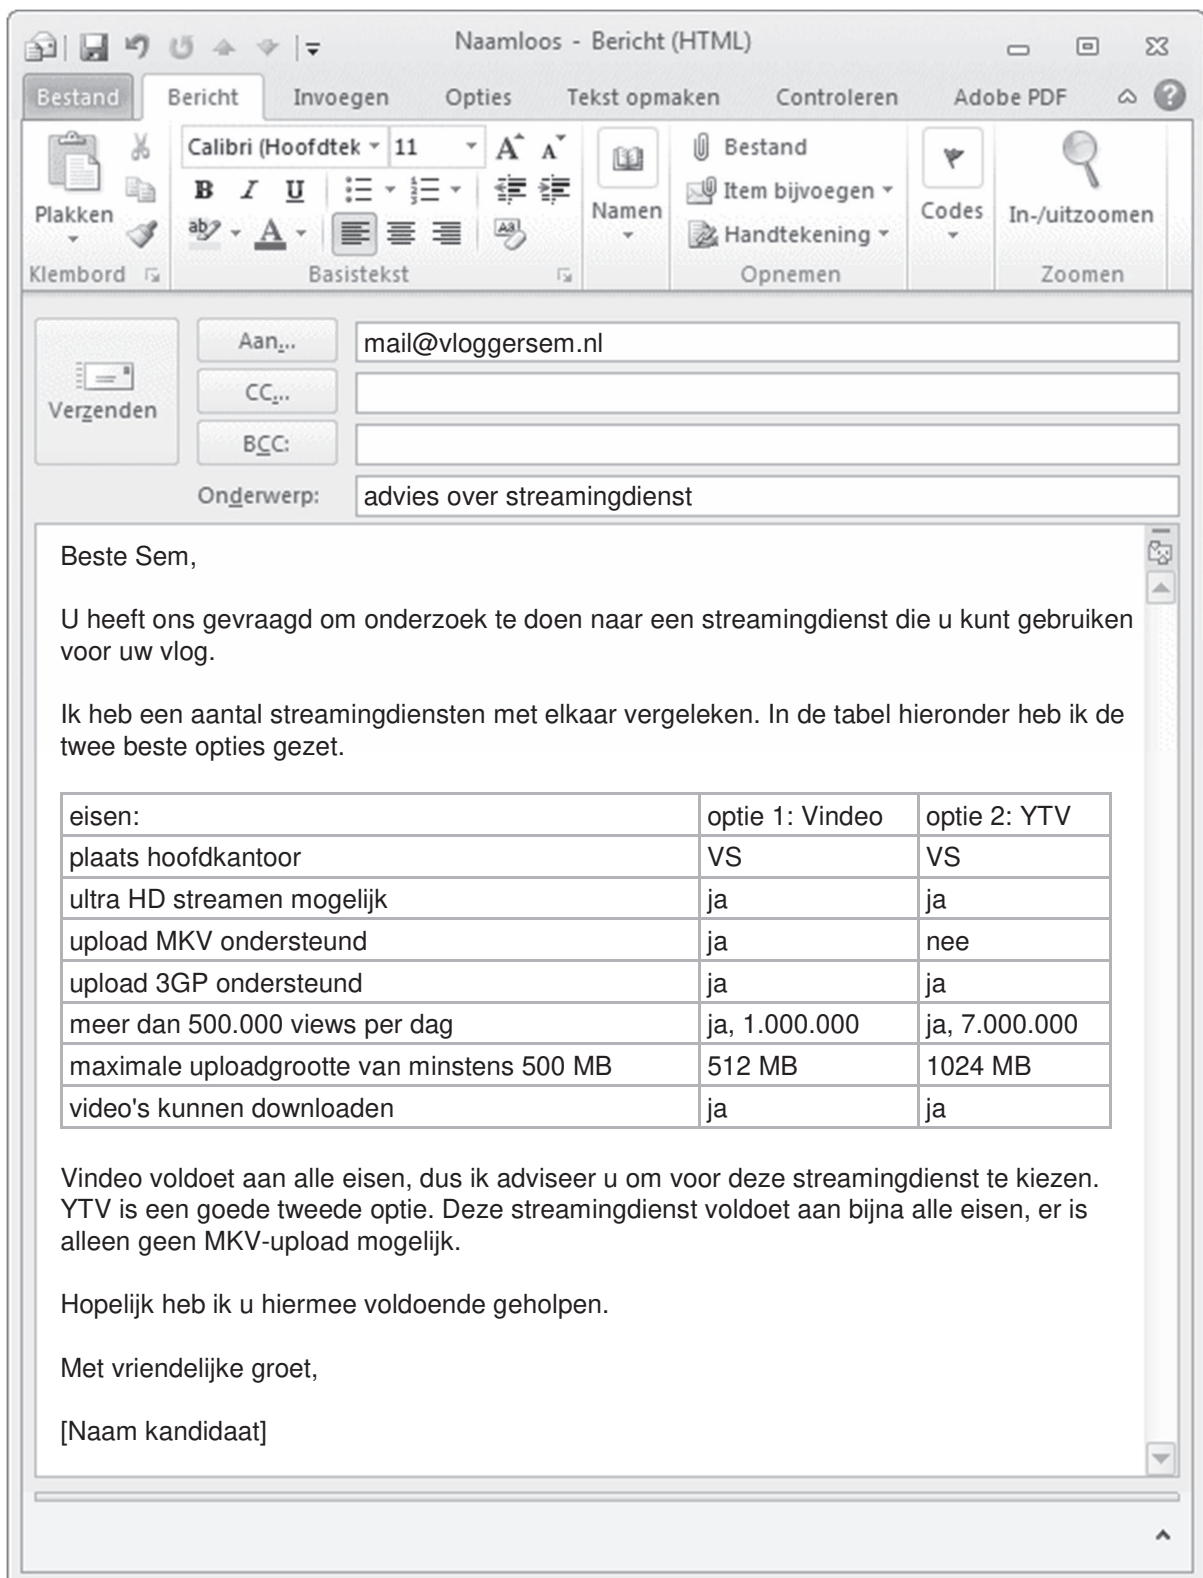 Naamloos - Bericht (HTML)
Bestand Bericht Invoegen Opties Tekst opmaken Controleren Adobe PDF
Calibri (Hoofdtek 11
Plakken
Klembord
B I U
Basistekst
Namen
Bestand
Item bijvoegen
Handtekening
Opnemen
Codes
In-/uitzoomen
Zoomen
Verzenden
Aan... mail@vloggersem.nl
CC...
BCC:
Onderwerp: advies over streamingdienst
Beste Sem,
U heeft ons gevraagd om onderzoek te doen naar een streamingdienst die u kunt gebruiken
voor uw vlog.
Ik heb een aantal streamingdiensten met elkaar vergeleken. In de tabel hieronder heb ik de
twee beste opties gezet.
eisen: optie 1: Vindeo optie 2: YTV
plaats hoofdkantoor VS VS
ultra HD streamen mogelijk ja ja
upload MKV ondersteund ja nee
upload 3GP ondersteund ja ja
meer dan 500.000 views per dag ja, 1.000.000 ja, 7.000.000
maximale uploadgrootte van minstens 500 MB 512 MB 1024 MB
video's kunnen downloaden ja ja
Vindeo voldoet aan alle eisen, dus ik adviseer u om voor deze streamingdienst te kiezen.
YTV is een goede tweede optie. Deze streamingdienst voldoet aan bijna alle eisen, er is
alleen geen MKV-upload mogelijk.
Hopelijk heb ik u hiermee voldoende geholpen.
Met vriendelijke groet,
[Naam kandidaat]